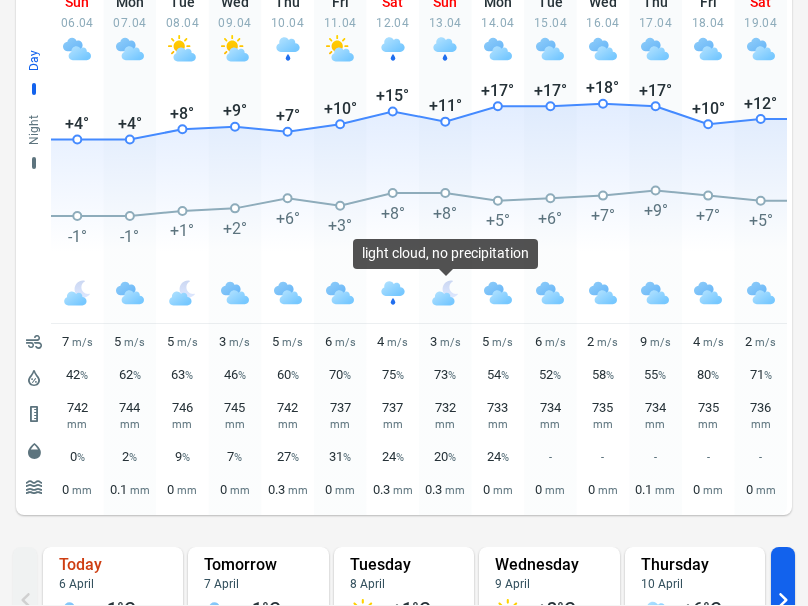 Sun Mon Tue Wed Thu Fri Sat Sun Mon Tue Wed Thu Fri Sat
06.04 07.04 08.04 09.04 10.04 11.04 12.04 13.04 14.04 15.04 16.04 17.04 18.04 19.04
Day
Night
+4° +4° +8° +9° +7° +10° +15° +11° +17° +17° +18° +17° +10° +12°
-1° -1° +1° +2° +6° +3° +8° +8° +5° +6° +7° +9° +7° +5°
light cloud, no precipitation
7 m/s 5 m/s 5 m/s 3 m/s 5 m/s 6 m/s 4 m/s 3 m/s 5 m/s 6 m/s 2 m/s 9 m/s 4 m/s 2 m/s
42% 62% 63% 46% 60% 70% 75% 73% 54% 52% 58% 55% 80% 71%
742 744 746 745 742 737 737 732 733 734 735 734 735 736
mm mm mm mm mm mm mm mm mm mm mm mm mm mm
0% 2% 9% 7% 27% 31% 24% 20% 24% - - - - -
0 mm 0.1 mm 0 mm 0 mm 0.3 mm 0 mm 0.3 mm 0.3 mm 0 mm 0 mm 0 mm 0.1 mm 0 mm 0 mm
Today Tomorrow Tuesday Wednesday Thursday
6 April 7 April 8 April 9 April 10 April